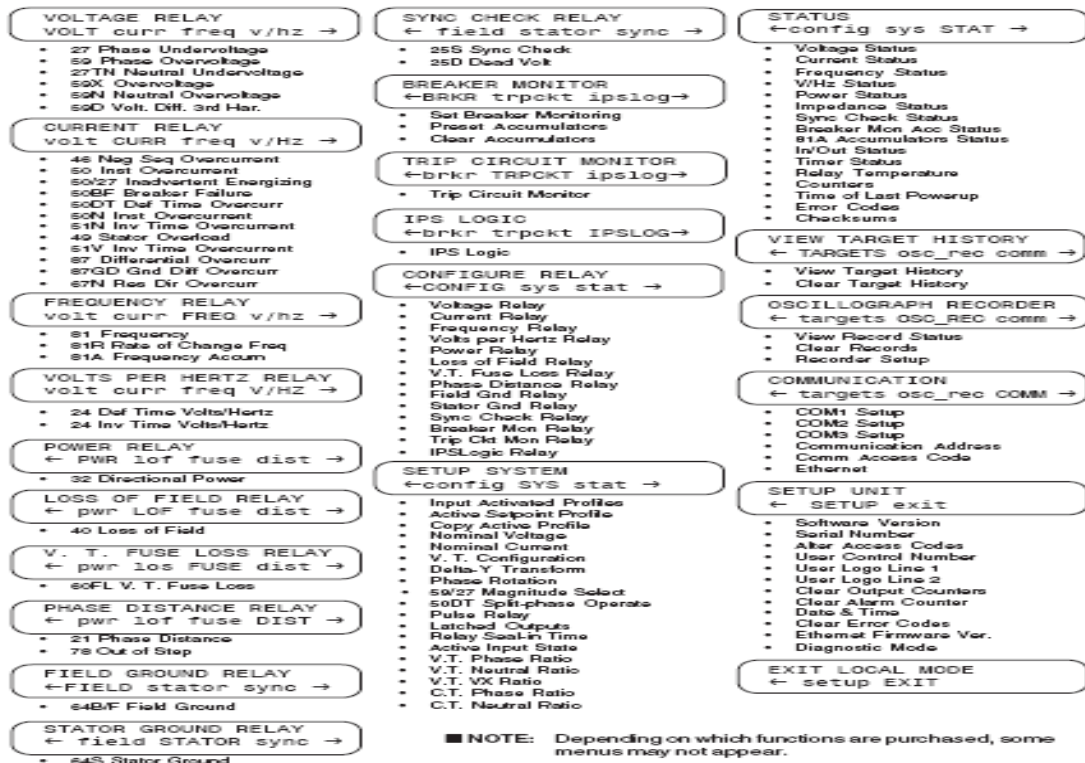 VOLTAGE RELAY
VOLT curr freq v/hz →
• 27 Phase Undervoltage
• 59 Phase Overvoltage
• 27TN Neutral Undervoltage
• 59X Overvoltage
• 59N Neutral Overvoltage
• 59D Volt. Diff. 3rd Har.
CURRENT RELAY
volt CURR freq v/Hz →
• 46 Neg Seq Overcurrent
• 50 Inst Overcurrent
• 50/27 Inadvertent Energizing
• 50BF Breaker Failure
• 50DT Def Time Overcurr
• 50N Inst Overcurrent
• 51N Inv Time Overcurrent
• 49 Stator Overload
• 51V Inv Time Overcurrent
• 87 Differential Overcurr
• 87GD Gnd Diff Overcurr
• 67N Res Dir Overcurr
FREQUENCY RELAY
volt curr FREQ v/hz →
• 81 Frequency
• 81R Rate of Change Freq
• 81A Frequency Accum
VOLTS PER HERTZ RELAY
volt curr freq V/HZ →
• 24 Def Time Volts/Hertz
• 24 Inv Time Volts/Hertz
POWER RELAY
← PWR lof fuse dist →
• 32 Directional Power
LOSS OF FIELD RELAY
← pwr LOF fuse dist →
• 40 Loss of Field
V. T. FUSE LOSS RELAY
← pwr los FUSE dist →
• 60FL V. T. Fuse Loss
PHASE DISTANCE RELAY
← pwr lof fuse DIST →
• 21 Phase Distance
• 78 Out of Step
FIELD GROUND RELAY
←FIELD stator sync →
• 64B/F Field Ground
STATOR GROUND RELAY
← field STATOR sync →
• 64S Stator Ground
SYNC CHECK RELAY
← field stator sync →
• 25S Sync Check
• 25D Dead Volt
BREAKER MONITOR
←BRKR trpckt ipslog→
• Set Breaker Monitoring
• Preset Accumulators
• Clear Accumulators
TRIP CIRCUIT MONITOR
←brkr TRPCKT ipslog→
• Trip Circuit Monitor
IPS LOGIC
←brkr trpckt IPSLOG→
• IPS Logic
CONFIGURE RELAY
←CONFIG sys stat →
• Voltage Relay
• Current Relay
• Frequency Relay
• Volts per Hertz Relay
• Power Relay
• Loss of Field Relay
• V.T. Fuse Loss Relay
• Phase Distance Relay
• Field Gnd Relay
• Stator Gnd Relay
• Sync Check Relay
• Breaker Mon Relay
• Trip Ckt Mon Relay
• IPSLogic Relay
SETUP SYSTEM
←config SYS stat →
• Input Activated Profiles
• Active Setpoint Profile
• Copy Active Profile
• Nominal Voltage
• Nominal Current
• V. T. Configuration
• Delta-Y Transform
• Phase Rotation
• 59/27 Magnitude Select
• 50DT Split-phase Operate
• Pulse Relay
• Latched Outputs
• Relay Seal-in Time
• Active Input State
• V.T. Phase Ratio
• V.T. Neutral Ratio
• V.T. VX Ratio
• C.T. Phase Ratio
• C.T. Neutral Ratio
STATUS
←config sys STAT →
• Voltage Status
• Current Status
• Frequency Status
• V/Hz Status
• Power Status
• Impedance Status
• Sync Check Status
• Breaker Mon Acc Status
• 81A Accumulators Status
• In/Out Status
• Timer Status
• Relay Temperature
• Counters
• Time of Last Powerup
• Error Codes
• Checksums
VIEW TARGET HISTORY
← TARGETS osc_rec comm →
• View Target History
• Clear Target History
OSCILLOGRAPH RECORDER
← targets OSC_REC comm →
• View Record Status
• Clear Records
• Recorder Setup
COMMUNICATION
← targets osc_rec COMM →
• COM1 Setup
• COM2 Setup
• COM3 Setup
• Communication Address
• Comm Access Code
• Ethernet
SETUP UNIT
← SETUP exit
• Software Version
• Serial Number
• Alter Access Codes
• User Control Number
• User Logo Line 1
• User Logo Line 2
• Clear Output Counters
• Clear Alarm Counter
• Date & Time
• Clear Error Codes
• Ethernet Firmware Ver.
• Diagnostic Mode
EXIT LOCAL MODE
← setup EXIT
■ NOTE: Depending on which functions are purchased, some
menus may not appear.